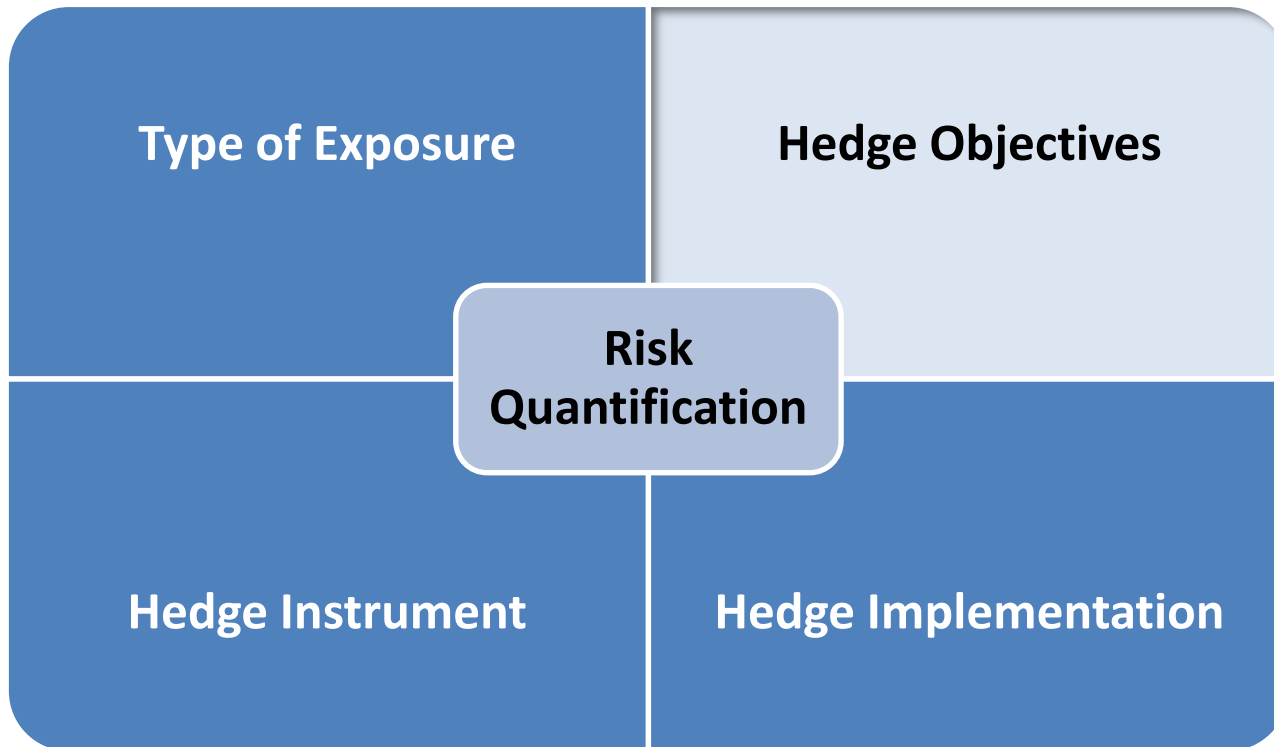 Type of Exposure
Hedge Objectives
Risk
Quantification
Hedge Instrument
Hedge Implementation